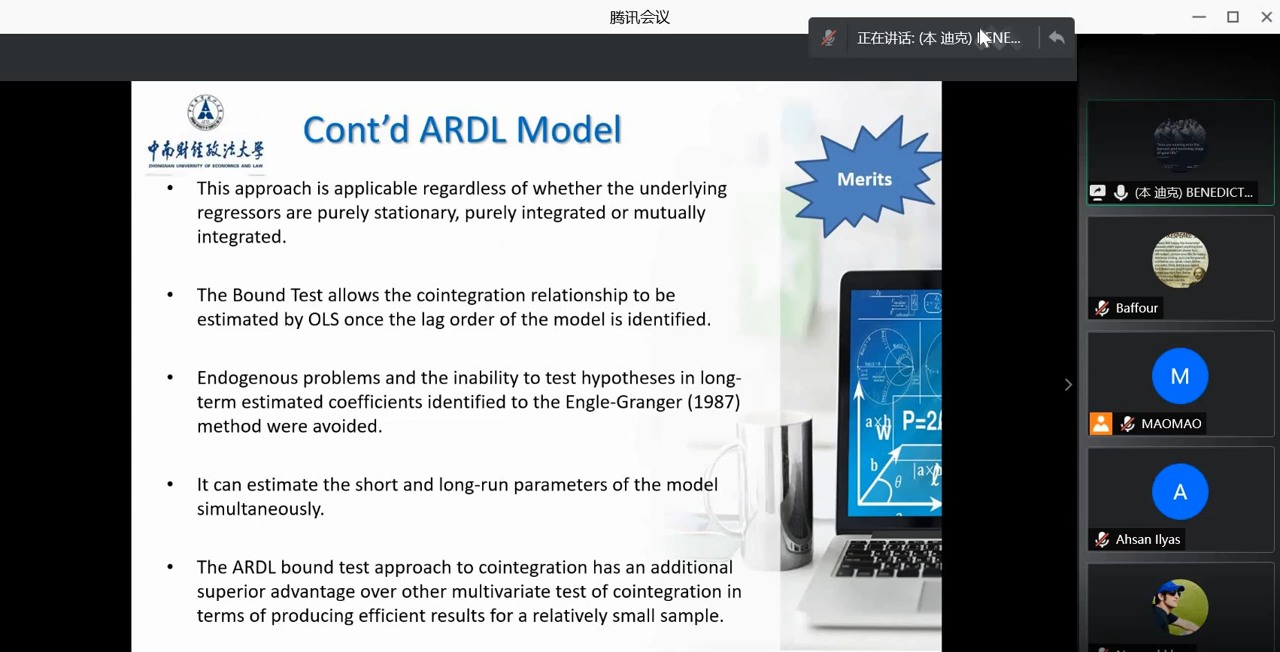 腾讯会议
正在讲话: (本 迪克) BENE...
中南财经政法大学
ZHONGNAN UNIVERSITY OF ECONOMICS AND LAW
Cont'd ARDL Model
Merits
• This approach is applicable regardless of whether the underlying
regressors are purely stationary, purely integrated or mutually
integrated.
• The Bound Test allows the cointegration relationship to be
estimated by OLS once the lag order of the model is identified.
• Endogenous problems and the inability to test hypotheses in long-
term estimated coefficients identified to the Engle-Granger (1987)
method were avoided.
• It can estimate the short and long-run parameters of the model
simultaneously.
• The ARDL bound test approach to cointegration has an additional
superior advantage over other multivariate test of cointegration in
terms of producing efficient results for a relatively small sample.
(本 迪克) BENEDICT...
Baffour
M
MAOMAO
A
Ahsan Ilyas